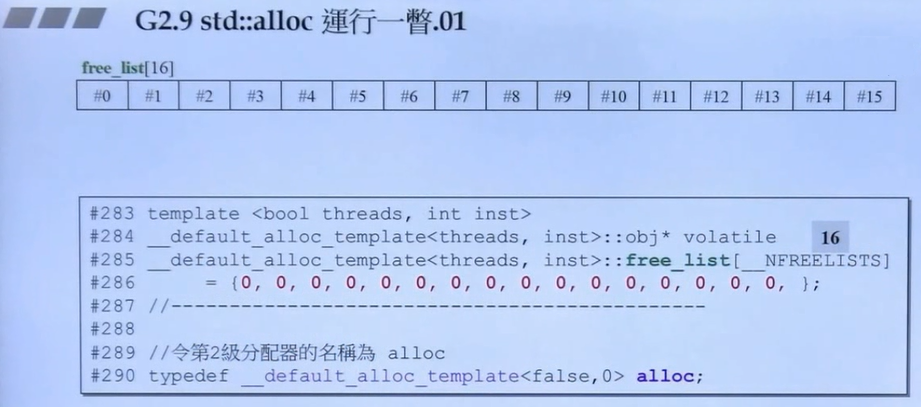 G2.9 std::alloc 運行一瞥.01
free_list[16]
#0 #1 #2 #3 #4 #5 #6 #7 #8 #9 #10 #11 #12 #13 #14 #15
#283 template <bool threads, int inst>
#284 __default_alloc_template<threads, inst>::obj* volatile 16
#285 __default_alloc_template<threads, inst>::free_list[__NFREELISTS]
#286 = {0, 0, 0, 0, 0, 0, 0, 0, 0, 0, 0, 0, 0, 0, 0, 0, };
#287 //-----------------------------------------------------
#288
#289 //令第2級分配器的名稱為 alloc
#290 typedef __default_alloc_template<false,0> alloc;